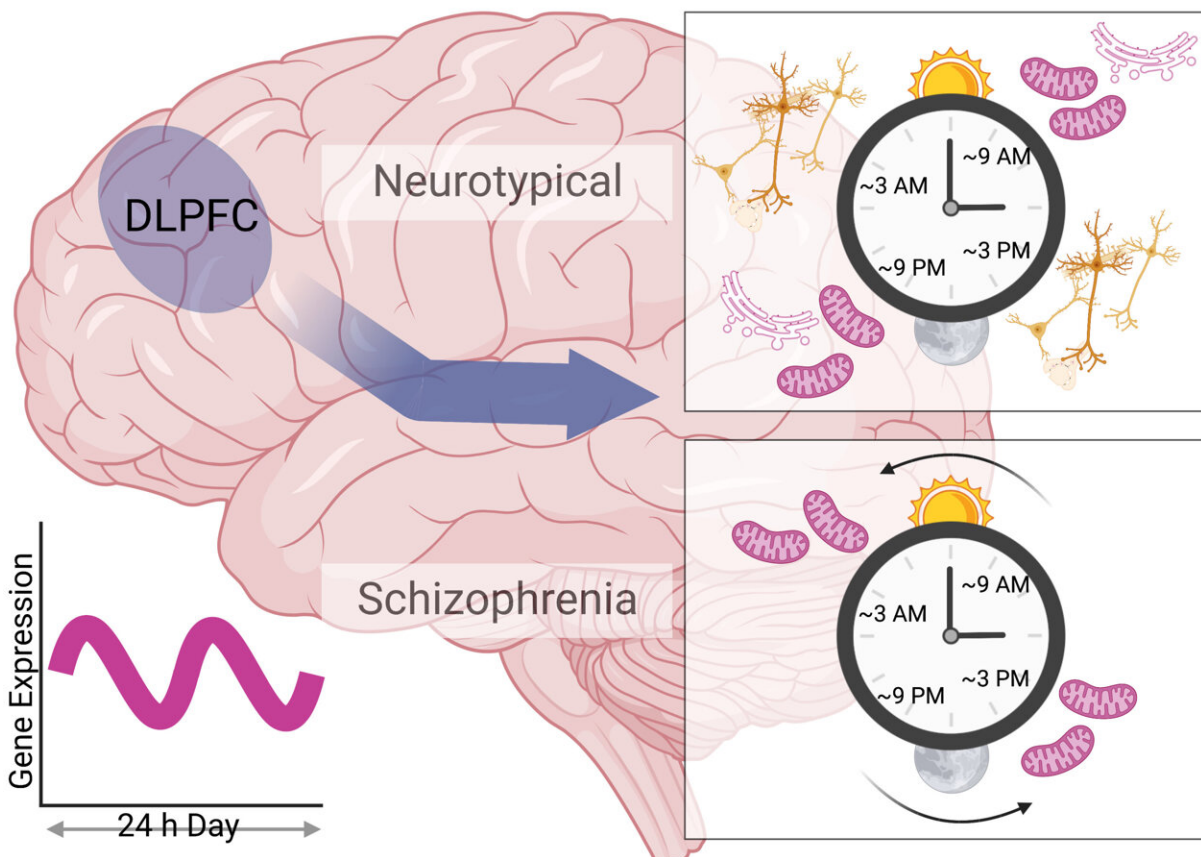 DLPFC
Neurotypical
~9 AM
~3 AM
~3 PM
~9 PM
Schizophrenia
~9 AM
~3 AM
~3 PM
~9 PM
Gene Expression
24 h Day